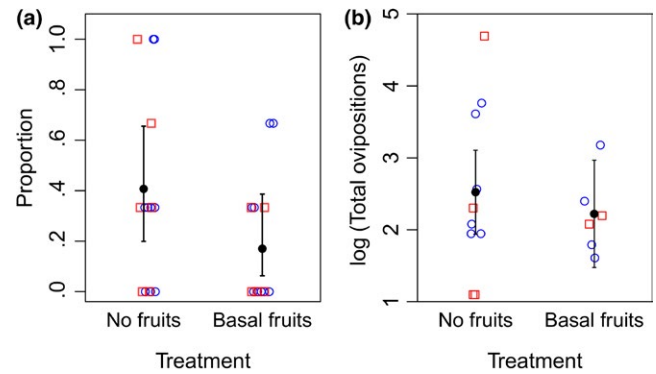 (a)
Proportion
1.0
.8
.6
.4
.2
.0
No fruits Basal fruits
Treatment
(b)
log (Total ovipositions)
5
4
3
2
1
No fruits Basal fruits
Treatment